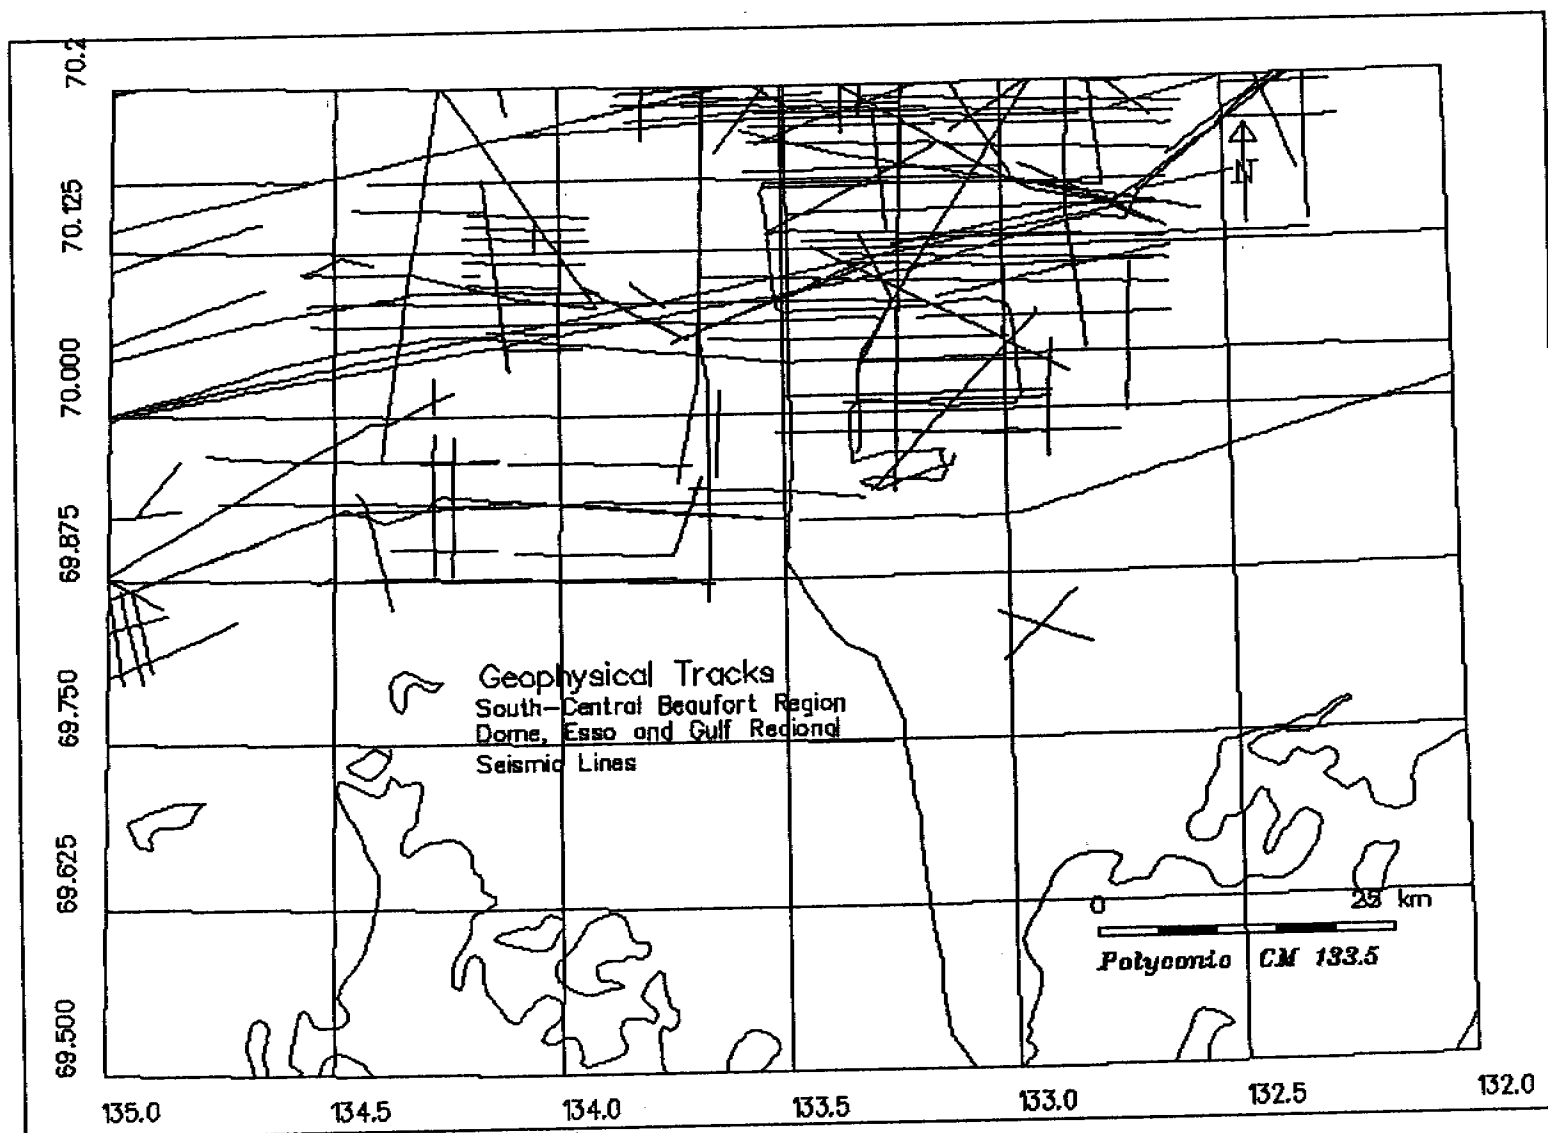 70.2
70.125
70.000
69.875
69.750
69.625
69.500
N
Geophysical Tracks
South-Central Beaufort Region
Dome, Esso and Gulf Regional
Seismic Lines
0 25 km
Polyconic CM 133.5
135.0 134.5 134.0 133.5 133.0 132.5 132.0